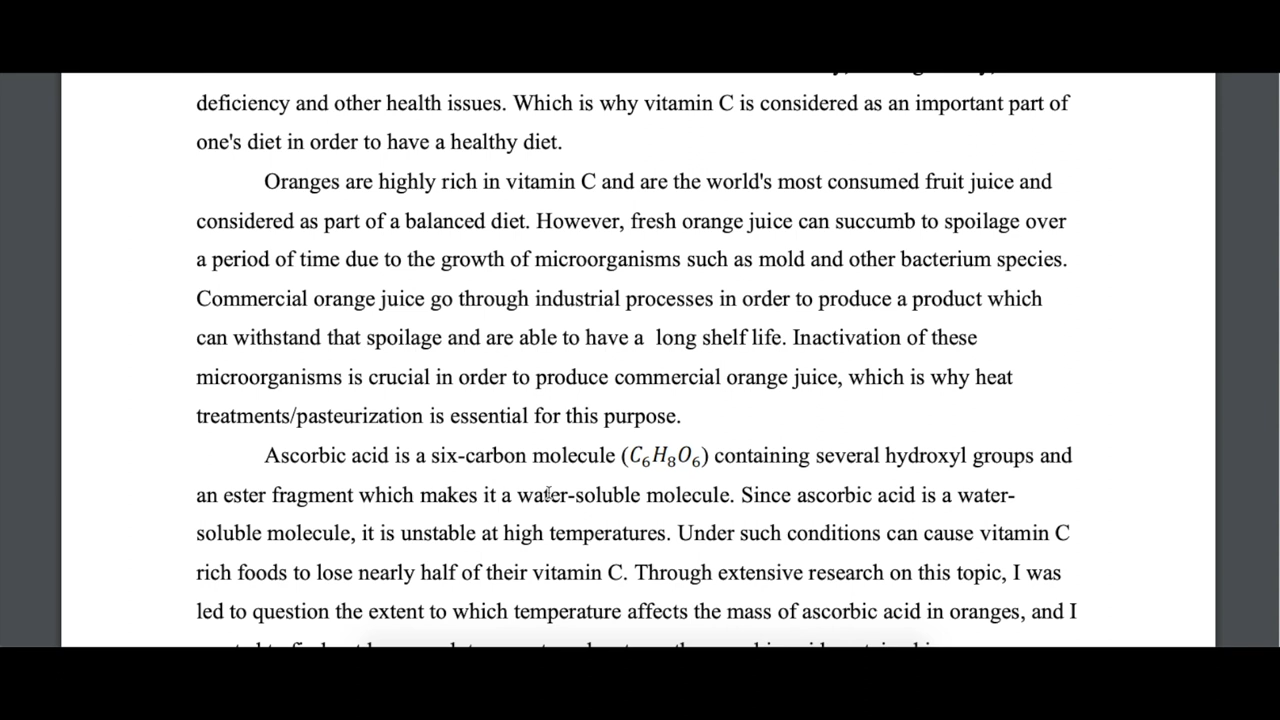 deficiency and other health issues. Which is why vitamin C is considered as an important part of
one's diet in order to have a healthy diet.
Oranges are highly rich in vitamin C and are the world's most consumed fruit juice and
considered as part of a balanced diet. However, fresh orange juice can succumb to spoilage over
a period of time due to the growth of microorganisms such as mold and other bacterium species.
Commercial orange juice go through industrial processes in order to produce a product which
can withstand that spoilage and are able to have a  long shelf life. Inactivation of these
microorganisms is crucial in order to produce commercial orange juice, which is why heat
treatments/pasteurization is essential for this purpose.
Ascorbic acid is a six-carbon molecule (C₆H₈O₆) containing several hydroxyl groups and
an ester fragment which makes it a water-soluble molecule. Since ascorbic acid is a water-
soluble molecule, it is unstable at high temperatures. Under such conditions can cause vitamin C
rich foods to lose nearly half of their vitamin C. Through extensive research on this topic, I was
led to question the extent to which temperature affects the mass of ascorbic acid in oranges, and I